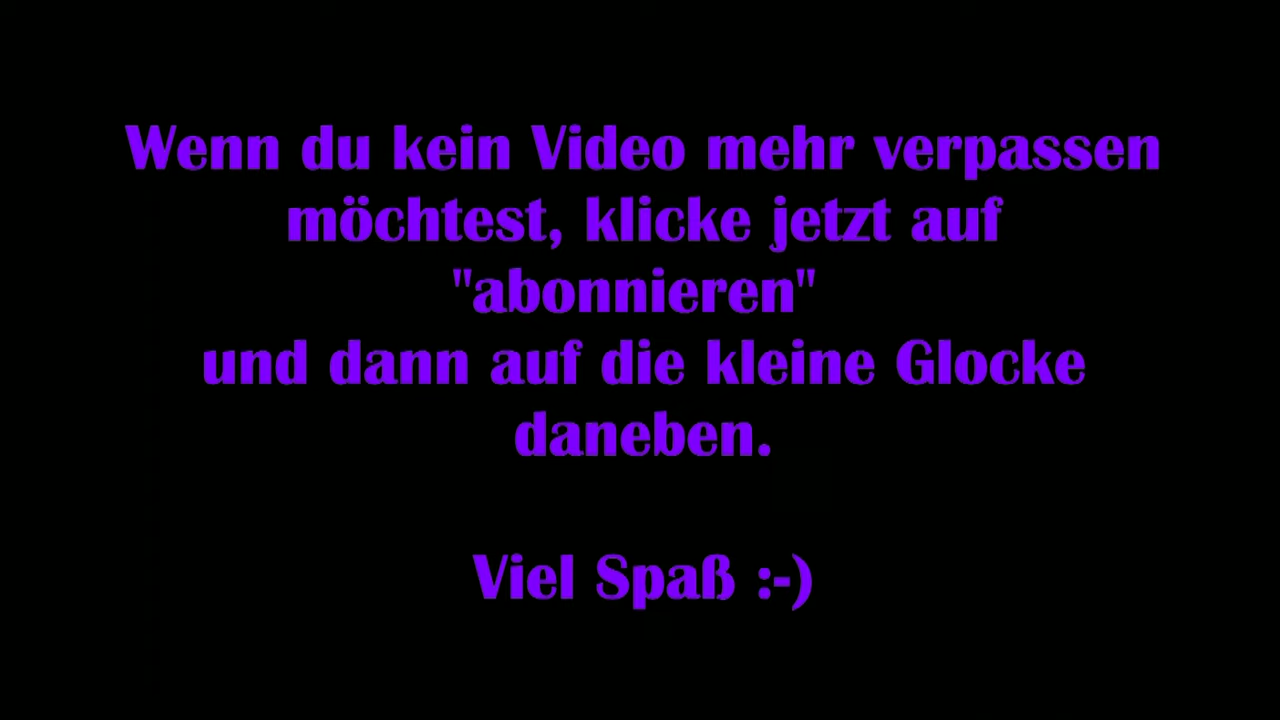 Wenn du kein Video mehr verpassen
möchtest, klicke jetzt auf
"abonnieren"
und dann auf die kleine Glocke
daneben.
Viel Spaß :-)